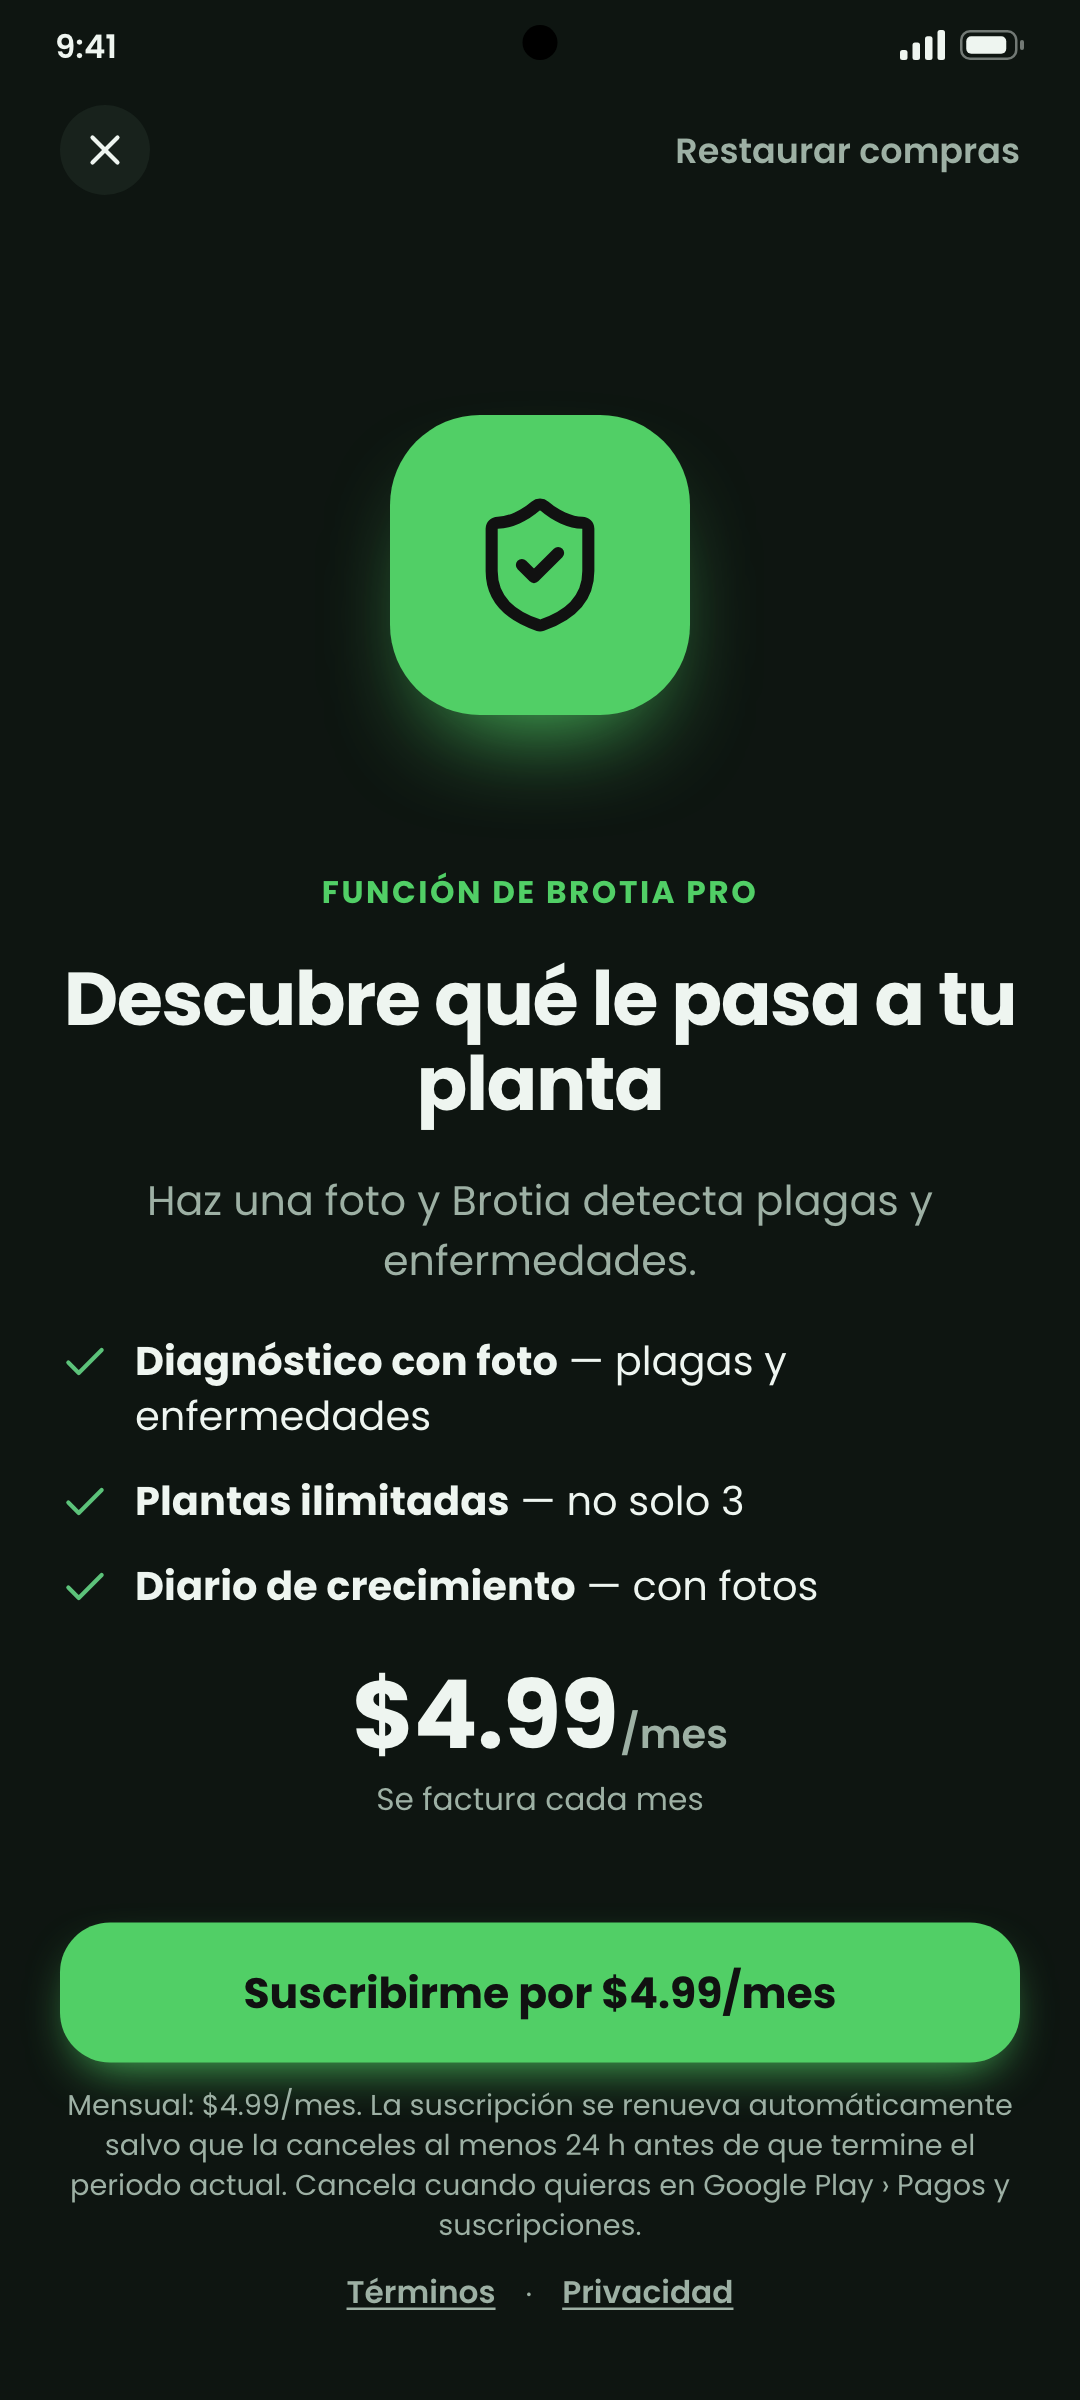 9:41
Restaurar compras
FUNCIÓN DE BROTIA PRO
Descubre qué le pasa a tu
planta
Haz una foto y Brotia detecta plagas y
enfermedades.
Diagnóstico con foto — plagas y
enfermedades
Plantas ilimitadas — no solo 3
Diario de crecimiento — con fotos
$4.99/mes
Se factura cada mes
Suscribirme por $4.99/mes
Mensual: $4.99/mes. La suscripción se renueva automáticamente
salvo que la canceles al menos 24 h antes de que termine el
periodo actual. Cancela cuando quieras en Google Play › Pagos y
suscripciones.
Términos · Privacidad